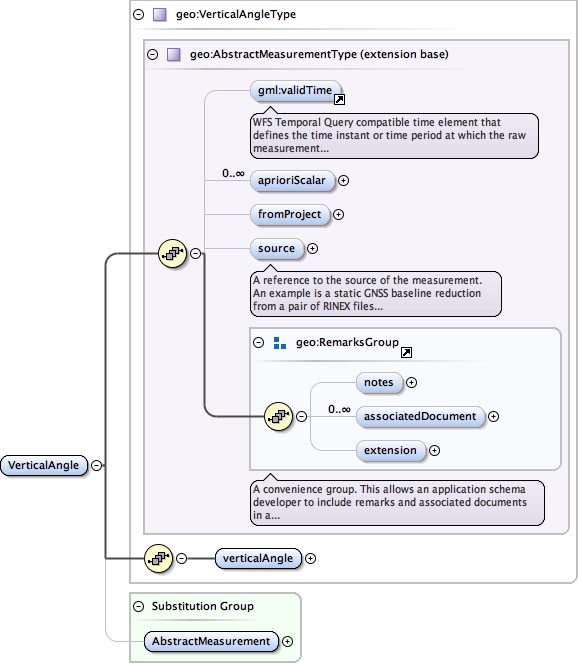 geo:VerticalAngleType
geo:AbstractMeasurementType (extension base)
gml:validTime
WFS Temporal Query compatible time element that
defines the time instant or time period at which the raw
measurement...
0..∞
aprioriScalar
fromProject
source
A reference to the source of the measurement.
An example is a static GNSS baseline reduction
from a pair of RINEX files...
geo:RemarksGroup
notes
0..∞
associatedDocument
extension
A convenience group. This allows an application schema
developer to include remarks and associated documents
in a...
VerticalAngle
verticalAngle
Substitution Group
AbstractMeasurement